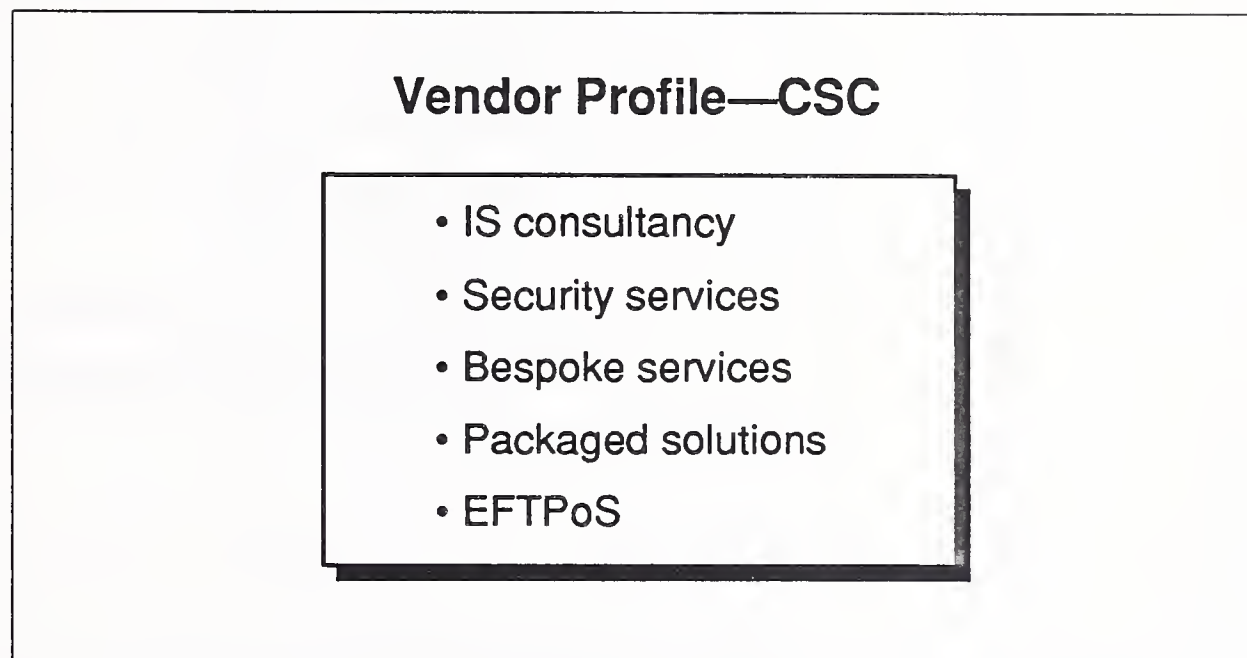 Vendor Profile—CSC
• IS consultancy
• Security services
• Bespoke services
• Packaged solutions
• EFTPoS